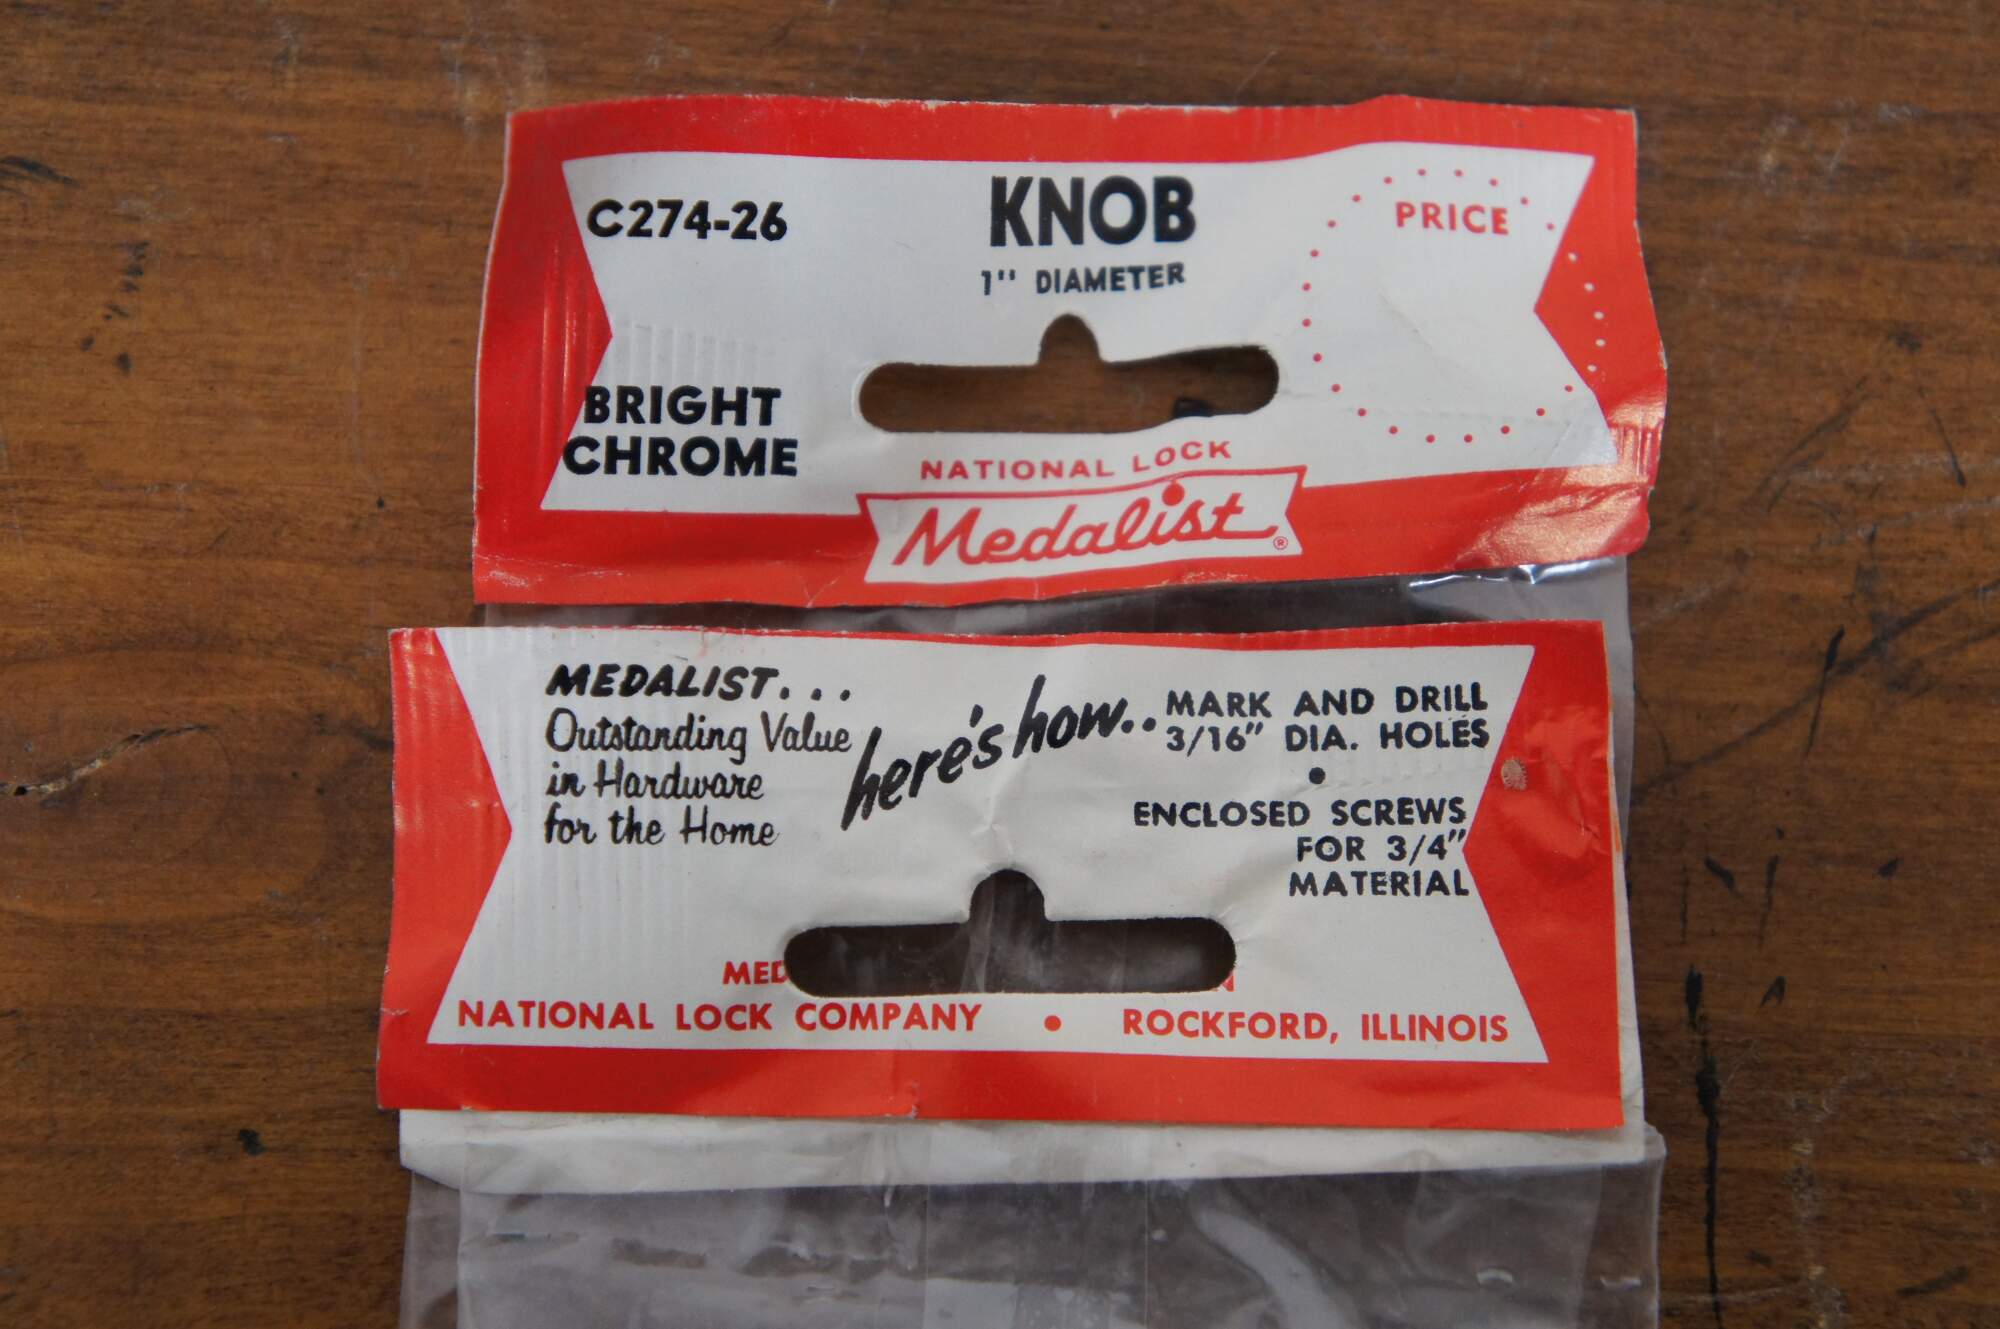 C274-26
KNOB
1" DIAMETER
PRICE
BRIGHT
CHROME
NATIONAL LOCK
Medalist®
MEDALIST...
Outstanding Value
in Hardware
for the Home
here's how..
MARK AND DRILL
3/16" DIA. HOLES
•
ENCLOSED SCREWS
FOR 3/4"
MATERIAL
NATIONAL LOCK COMPANY • ROCKFORD, ILLINOIS